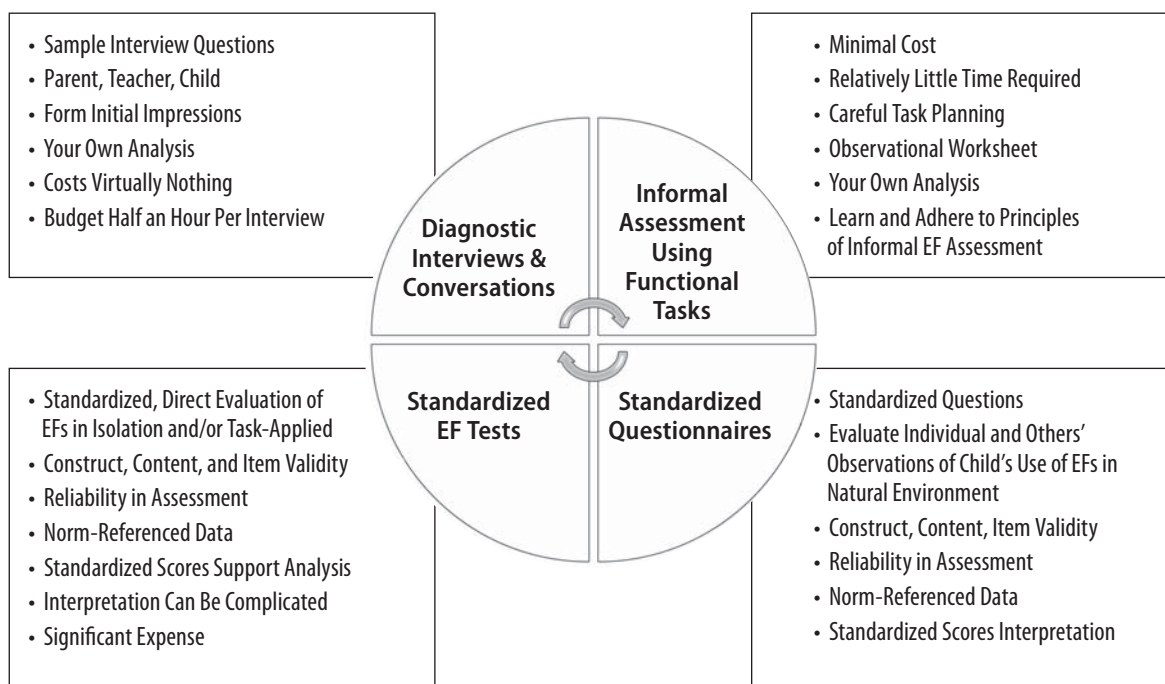 • Sample Interview Questions
• Parent, Teacher, Child
• Form Initial Impressions
• Your Own Analysis
• Costs Virtually Nothing
• Budget Half an Hour Per Interview
• Minimal Cost
• Relatively Little Time Required
• Careful Task Planning
• Observational Worksheet
• Your Own Analysis
• Learn and Adhere to Principles
of Informal EF Assessment
Diagnostic
Interviews &
Conversations
Informal
Assessment
Using
Functional
Tasks
Standardized
EF Tests
Standardized
Questionnaires
• Standardized, Direct Evaluation of
EFs in Isolation and/or Task-Applied
• Construct, Content, and Item Validity
• Reliability in Assessment
• Norm-Referenced Data
• Standardized Scores Support Analysis
• Interpretation Can Be Complicated
• Significant Expense
• Standardized Questions
• Evaluate Individual and Others’
Observations of Child’s Use of EFs in
Natural Environment
• Construct, Content, Item Validity
• Reliability in Assessment
• Norm-Referenced Data
• Standardized Scores Interpretation